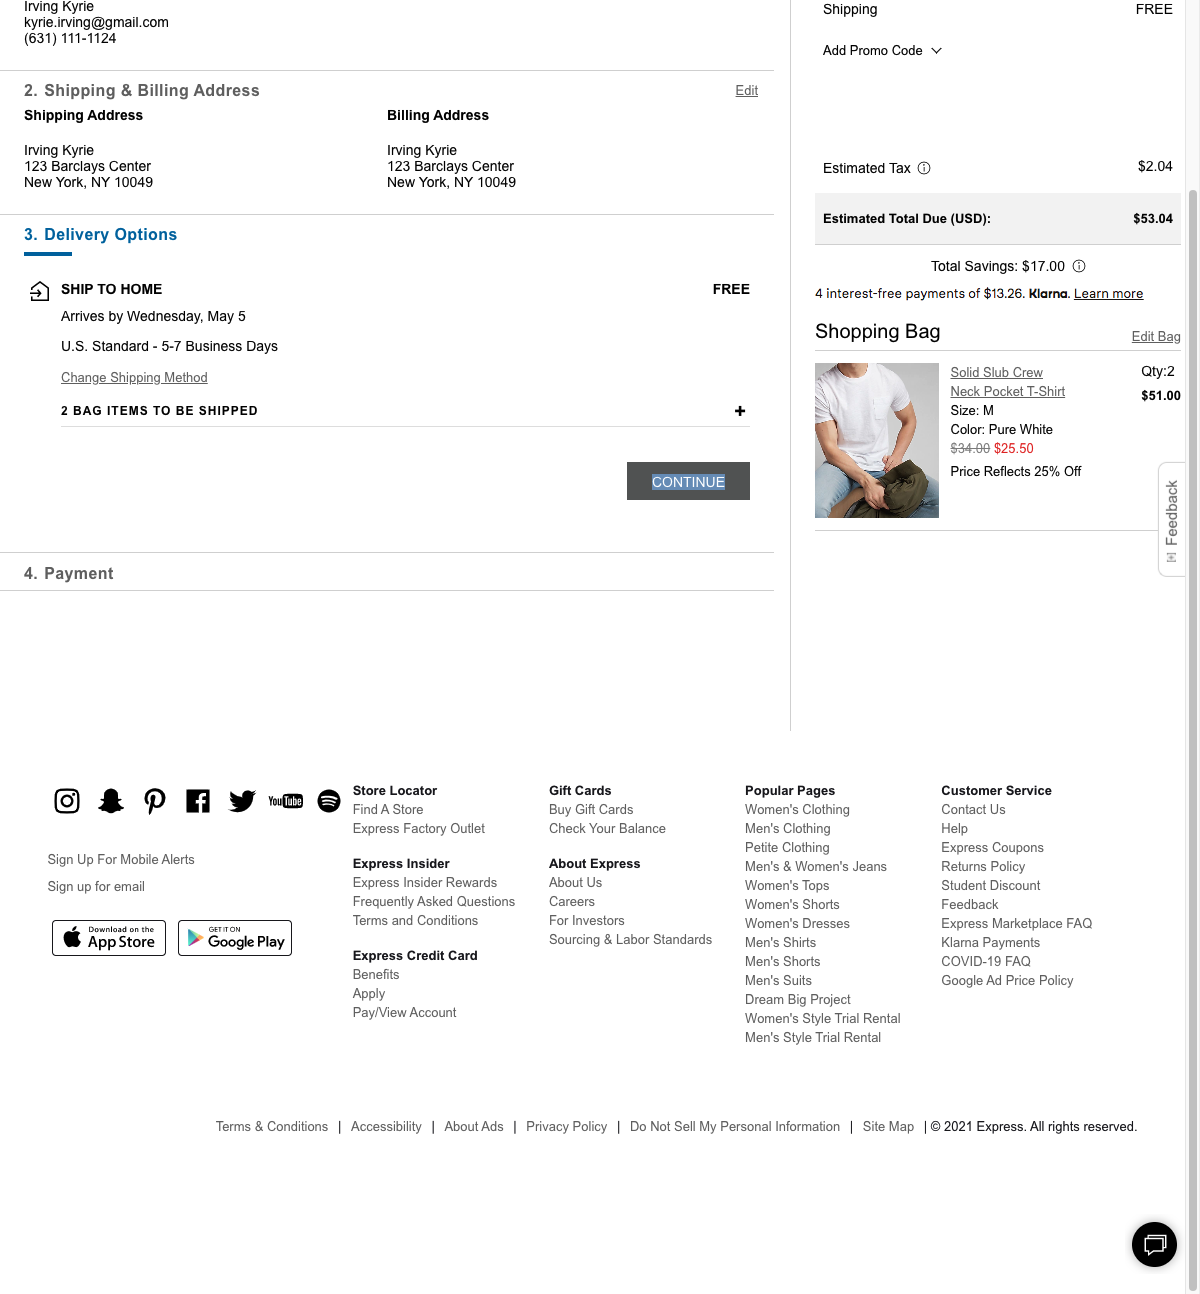 Irving Kyrie
kyrie.irving@gmail.com
(631) 111-1124
2. Shipping & Billing Address
Edit
Shipping Address
Irving Kyrie
123 Barclays Center
New York, NY 10049
Billing Address
Irving Kyrie
123 Barclays Center
New York, NY 10049
3. Delivery Options
SHIP TO HOME
FREE
Arrives by Wednesday, May 5
U.S. Standard - 5-7 Business Days
Change Shipping Method
2 BAG ITEMS TO BE SHIPPED
CONTINUE
4. Payment
Shipping
FREE
Add Promo Code
Estimated Tax
$2.04
Estimated Total Due (USD):
$53.04
Total Savings: $17.00
4 interest-free payments of $13.26. Klarna. Learn more
Shopping Bag
Edit Bag
Solid Slub Crew
Neck Pocket T-Shirt
Size: M
Color: Pure White
$34.00 $25.50
Price Reflects 25% Off
Qty:2
$51.00
Feedback
YouTube
Sign Up For Mobile Alerts
Sign up for email
Download on the
App Store
GET IT ON
Google Play
Store Locator
Find A Store
Express Factory Outlet
Express Insider
Express Insider Rewards
Frequently Asked Questions
Terms and Conditions
Express Credit Card
Benefits
Apply
Pay/View Account
Gift Cards
Buy Gift Cards
Check Your Balance
About Express
About Us
Careers
For Investors
Sourcing & Labor Standards
Popular Pages
Women's Clothing
Men's Clothing
Petite Clothing
Men's & Women's Jeans
Women's Tops
Women's Shorts
Women's Dresses
Men's Shirts
Men's Shorts
Men's Suits
Dream Big Project
Women's Style Trial Rental
Men's Style Trial Rental
Customer Service
Contact Us
Help
Express Coupons
Returns Policy
Student Discount
Feedback
Express Marketplace FAQ
Klarna Payments
COVID-19 FAQ
Google Ad Price Policy
Terms & Conditions | Accessibility | About Ads | Privacy Policy | Do Not Sell My Personal Information | Site Map | © 2021 Express. All rights reserved.